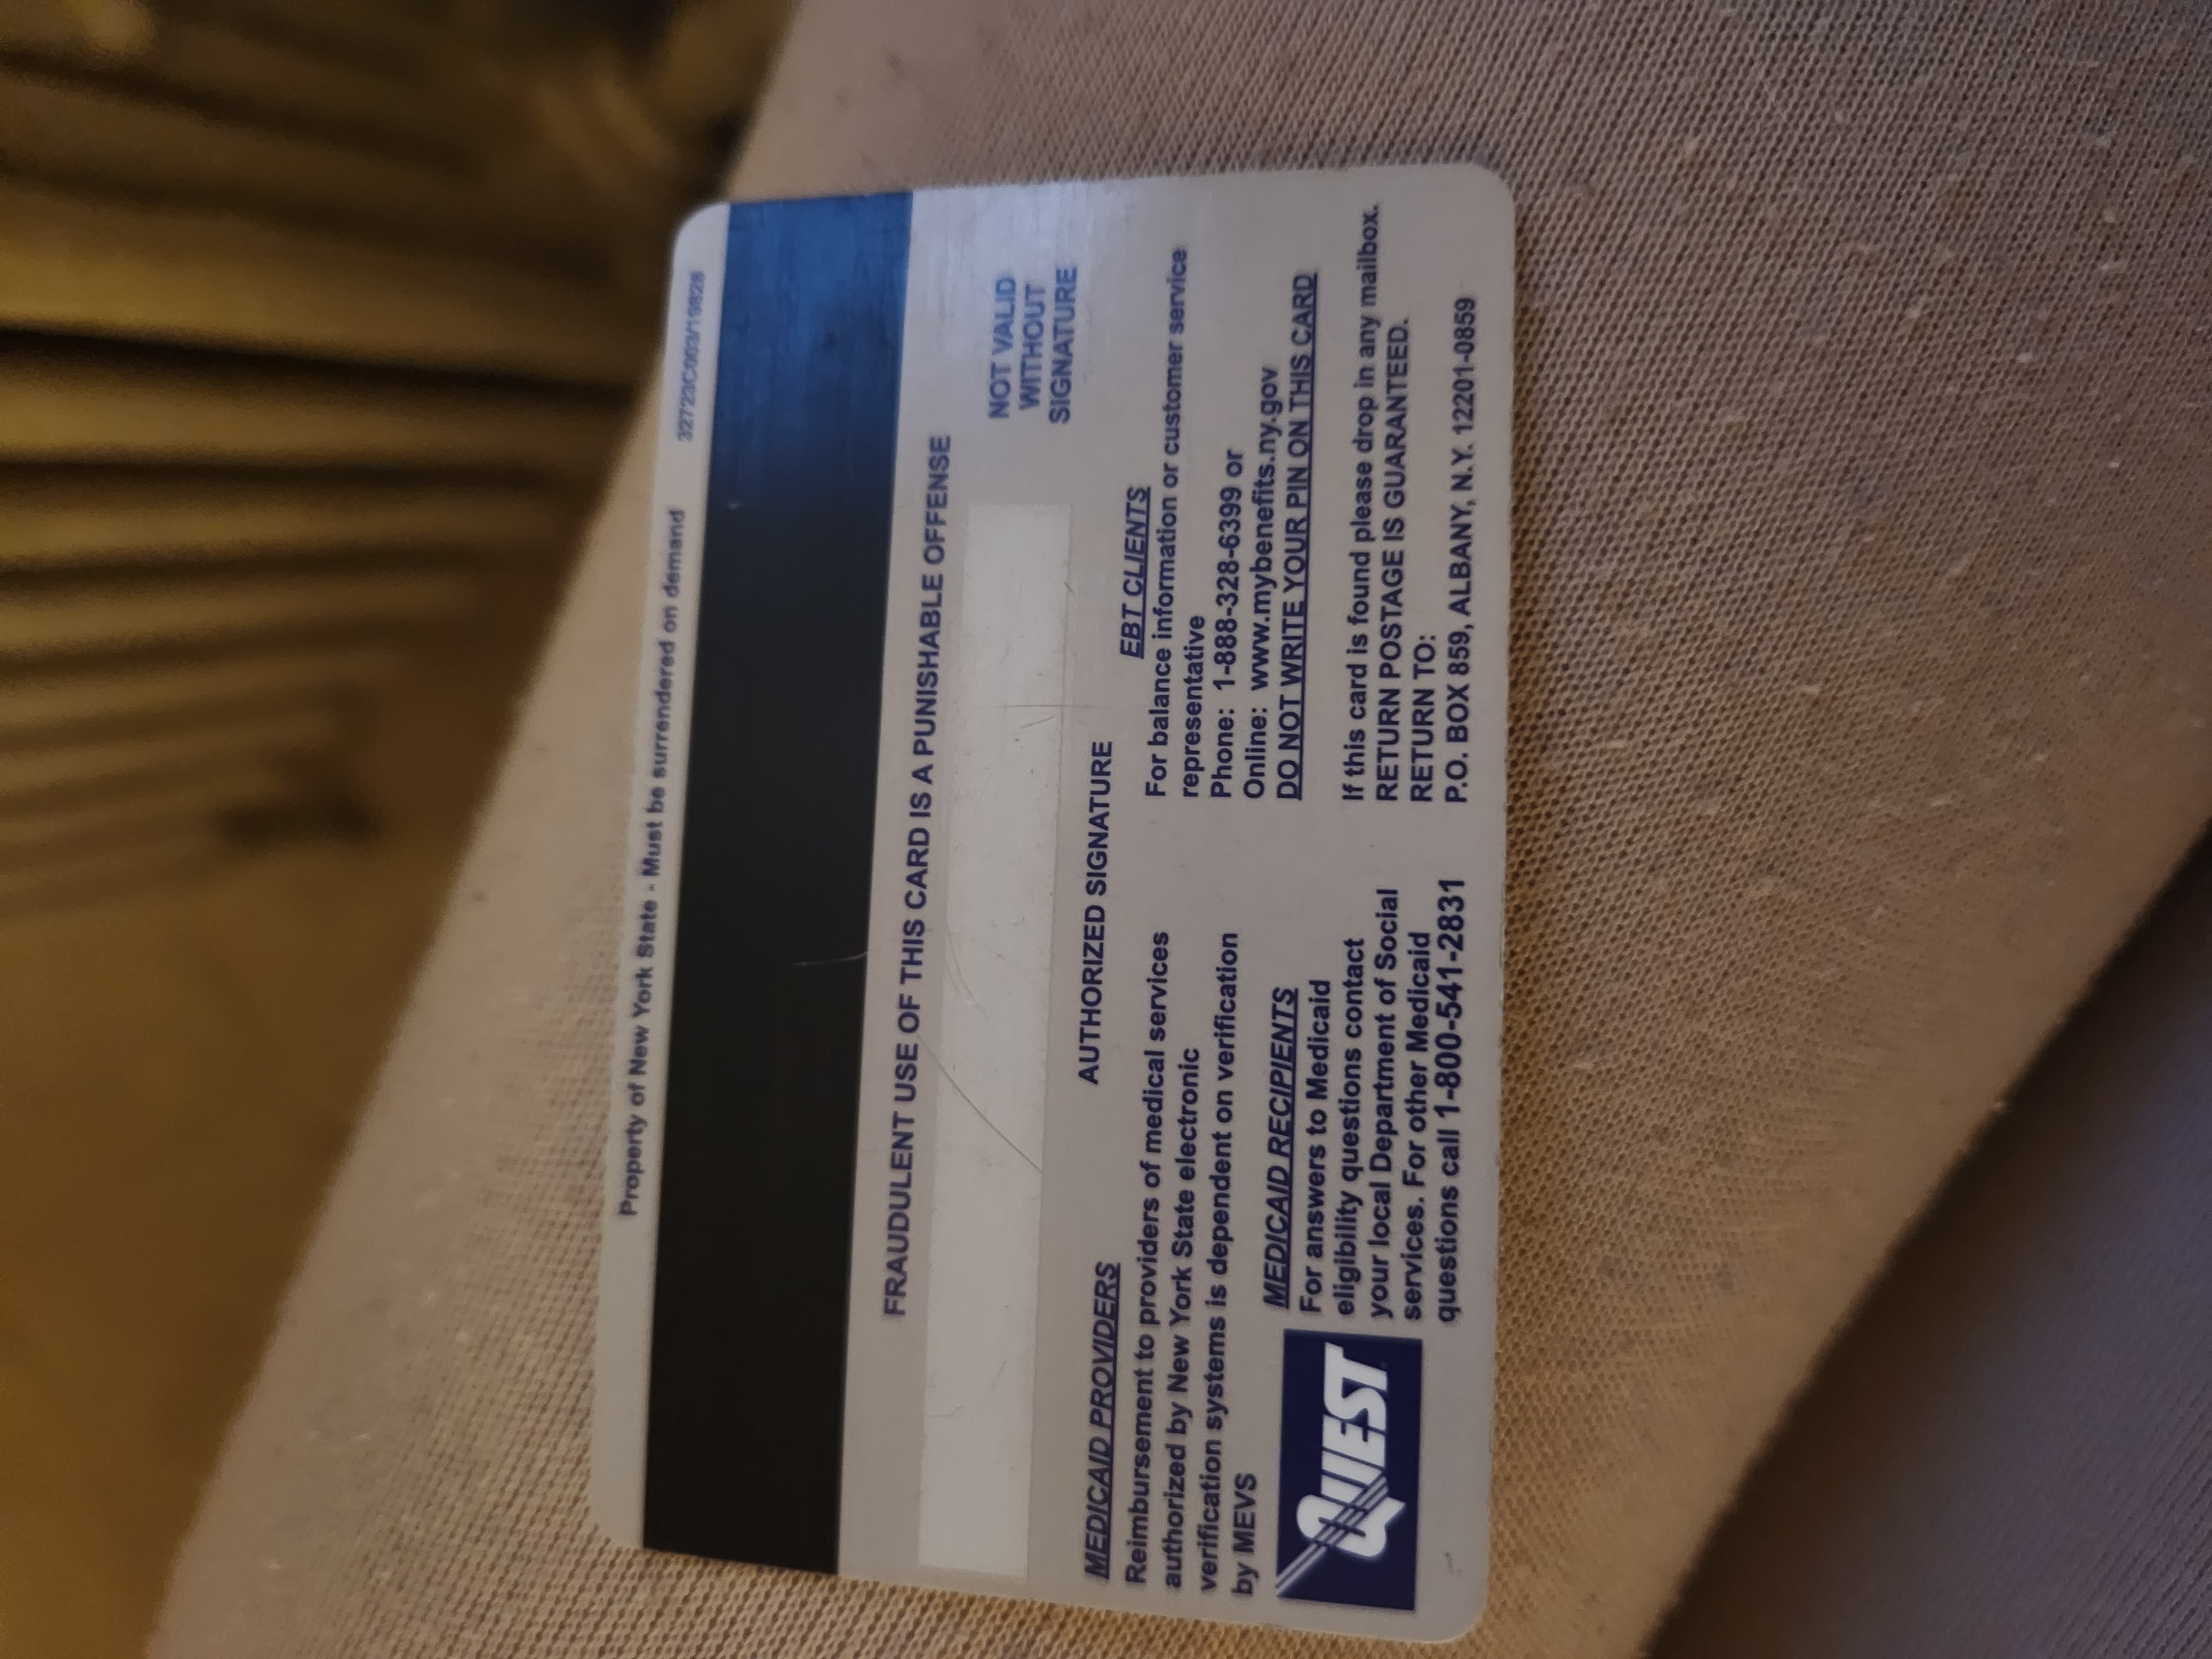 Property of New York State - Must be surrendered on demand 32723C003/19828
FRAUDULENT USE OF THIS CARD IS A PUNISHABLE OFFENSE
NOT VALID
WITHOUT
SIGNATURE
AUTHORIZED SIGNATURE
MEDICAID PROVIDERS
Reimbursement to providers of medical services
authorized by New York State electronic
verification systems is dependent on verification
by MEVS
MEDICAID RECIPIENTS
For answers to Medicaid
eligibility questions contact
your local Department of Social
services. For other Medicaid
questions call 1-800-541-2831
QUEST
EBT CLIENTS
For balance information or customer service
representative
Phone: 1-888-328-6399 or
Online: www.mybenefits.ny.gov
DO NOT WRITE YOUR PIN ON THIS CARD
If this card is found please drop in any mailbox.
RETURN POSTAGE IS GUARANTEED.
RETURN TO:
P.O. BOX 859, ALBANY, N.Y. 12201-0859